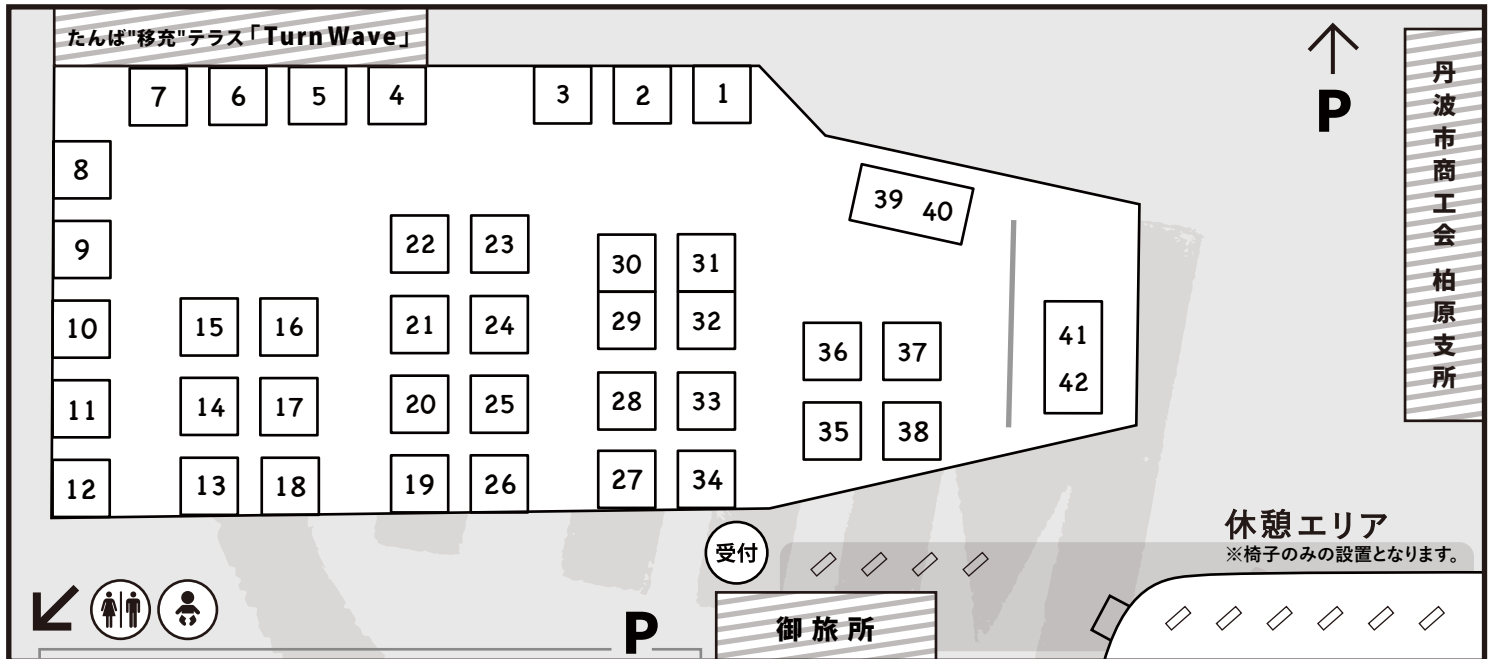 たんば"移充"テラス「TurnWave」
7 6 5 4 3 2 1
P
丹波市商工会 柏原支所
8
39 40
9
22 23
30 31
10
15 16
21 24
29 32
36 37
41
42
11
14 17
20 25
28 33
35 38
12
13 18
19 26
27 34
休憩エリア
※椅子のみの設置となります。
受付
P
御旅所